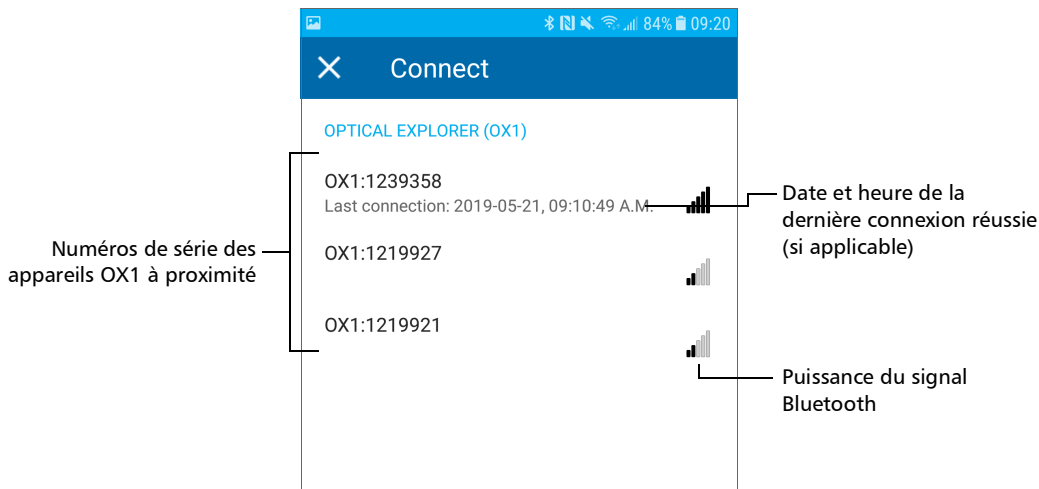 84% 09:20
Connect
OPTICAL EXPLORER (OX1)
OX1:1239358
Last connection: 2019-05-21, 09:10:49 A.M.
OX1:1219927
OX1:1219921
Numéros de série des
appareils OX1 à proximité
Date et heure de la
dernière connexion réussie
(si applicable)
Puissance du signal
Bluetooth